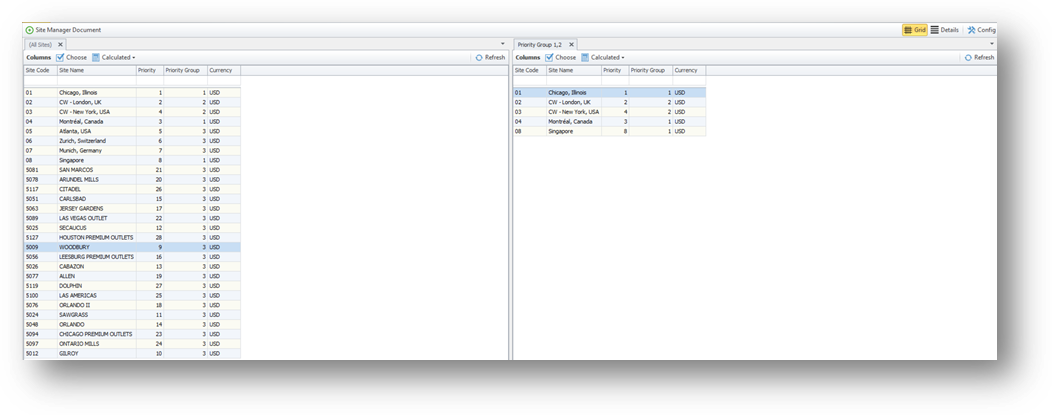 Site Manager Document Grid Details Config
(All Sites)
Columns Choose Calculated Refresh
Site Code Site Name Priority Priority Group Currency
01 Chicago, Illinois 1 1 USD
02 CW - London, UK 2 2 USD
03 CW - New York, USA 4 2 USD
04 Montréal, Canada 3 1 USD
05 Atlanta, USA 5 3 USD
06 Zurich, Switzerland 6 3 USD
07 Munich, Germany 7 3 USD
08 Singapore 8 1 USD
5081 SAN MARCOS 21 3 USD
5078 ARUNDEL MILLS 20 3 USD
5117 CITADEL 26 3 USD
5051 CARLSBAD 15 3 USD
5063 JERSEY GARDENS 17 3 USD
5089 LAS VEGAS OUTLET 22 3 USD
5025 SECAUCUS 12 3 USD
5127 HOUSTON PREMIUM OUTLETS 28 3 USD
5009 WOODBURY 9 3 USD
5056 LEESBURG PREMIUM OUTLETS 16 3 USD
5026 CABAZON 13 3 USD
5077 ALLEN 19 3 USD
5119 DOLPHIN 27 3 USD
5100 LAS AMERICAS 25 3 USD
5076 ORLANDO II 18 3 USD
5024 SAWGRASS 11 3 USD
5048 ORLANDO 14 3 USD
5094 CHICAGO PREMIUM OUTLETS 23 3 USD
5097 ONTARIO MILLS 24 3 USD
5012 GILROY 10 3 USD
Priority Group 1,2
Columns Choose Calculated Refresh
Site Code Site Name Priority Priority Group Currency
01 Chicago, Illinois 1 1 USD
02 CW - London, UK 2 2 USD
03 CW - New York, USA 4 2 USD
04 Montréal, Canada 3 1 USD
08 Singapore 8 1 USD